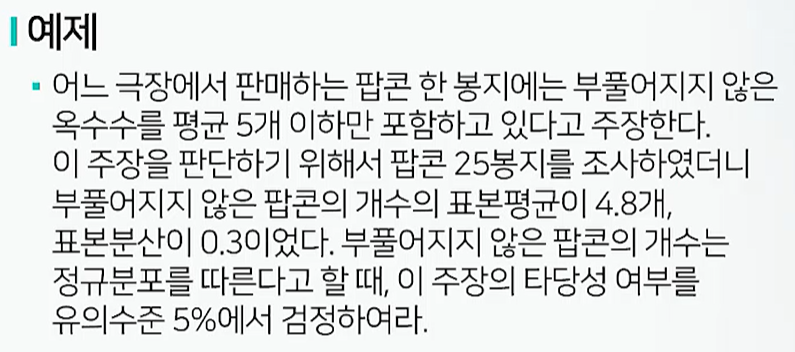 예제
▪ 어느 극장에서 판매하는 팝콘 한 봉지에는 부풀어지지 않은
옥수수를 평균 5개 이하만 포함하고 있다고 주장한다.
이 주장을 판단하기 위해서 팝콘 25봉지를 조사하였더니
부풀어지지 않은 팝콘의 개수의 표본평균이 4.8개,
표본분산이 0.3이었다. 부풀어지지 않은 팝콘의 개수는
정규분포를 따른다고 할 때, 이 주장의 타당성 여부를
유의수준 5%에서 검정하여라.